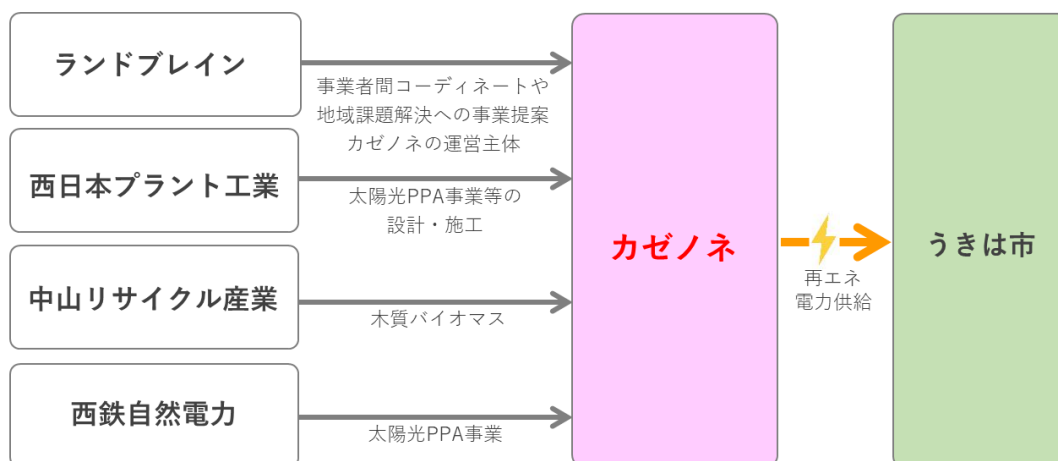 ランドブレイン
事業者間コーディネートや
地域課題解決への事業提案
カゼノネの運営主体
西日本プラント工業
太陽光PPA事業等の
設計・施工
中山リサイクル産業
木質バイオマス
西鉄自然電力
太陽光PPA事業
カゼノネ
再エネ
電力供給
うきは市